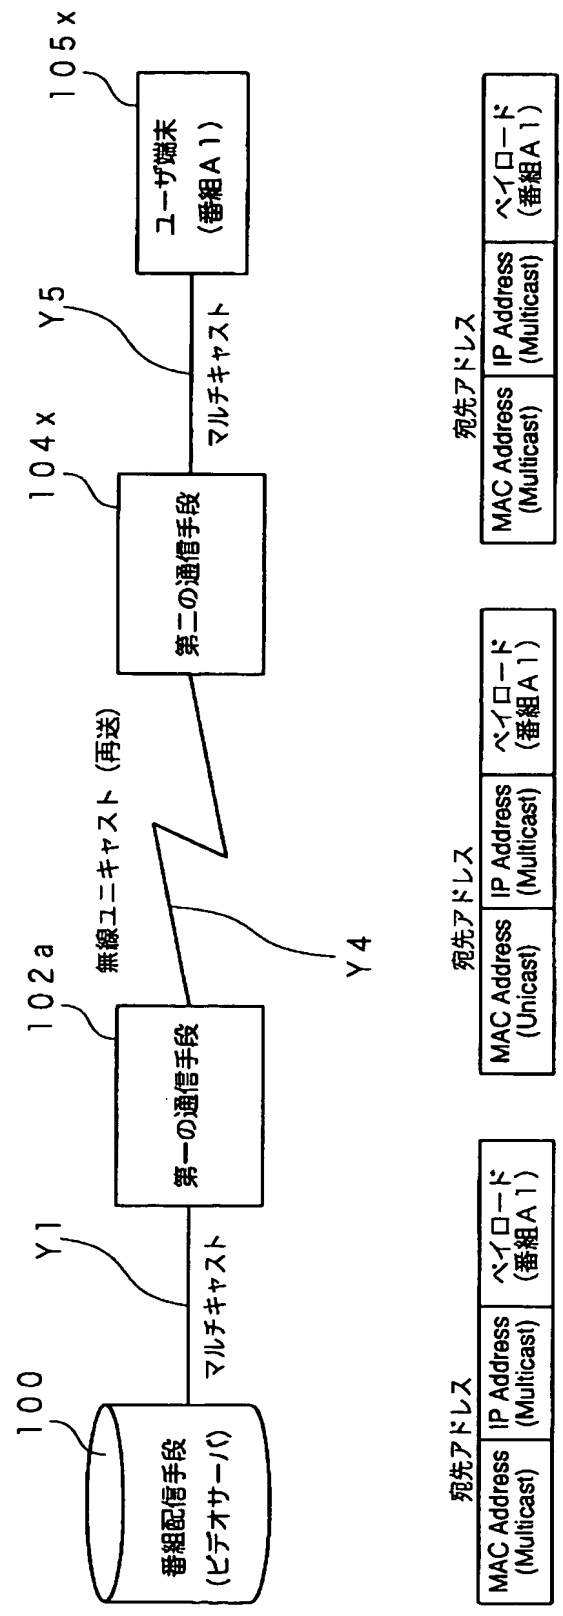 100
Y1
102a
Y4
104x
Y5
105x
番組配信手段
(ビデオサーバ)
マルチキャスト
第一の通信手段
無線ユニキャスト (再送)
第二の通信手段
マルチキャスト
ユーザ端末
(番組A1)
宛先アドレス
MAC Address
(Multicast)
IP Address
(Multicast)
ペイロード
(番組A1)
宛先アドレス
MAC Address
(Unicast)
IP Address
(Multicast)
ペイロード
(番組A1)
宛先アドレス
MAC Address
(Multicast)
IP Address
(Multicast)
ペイロード
(番組A1)